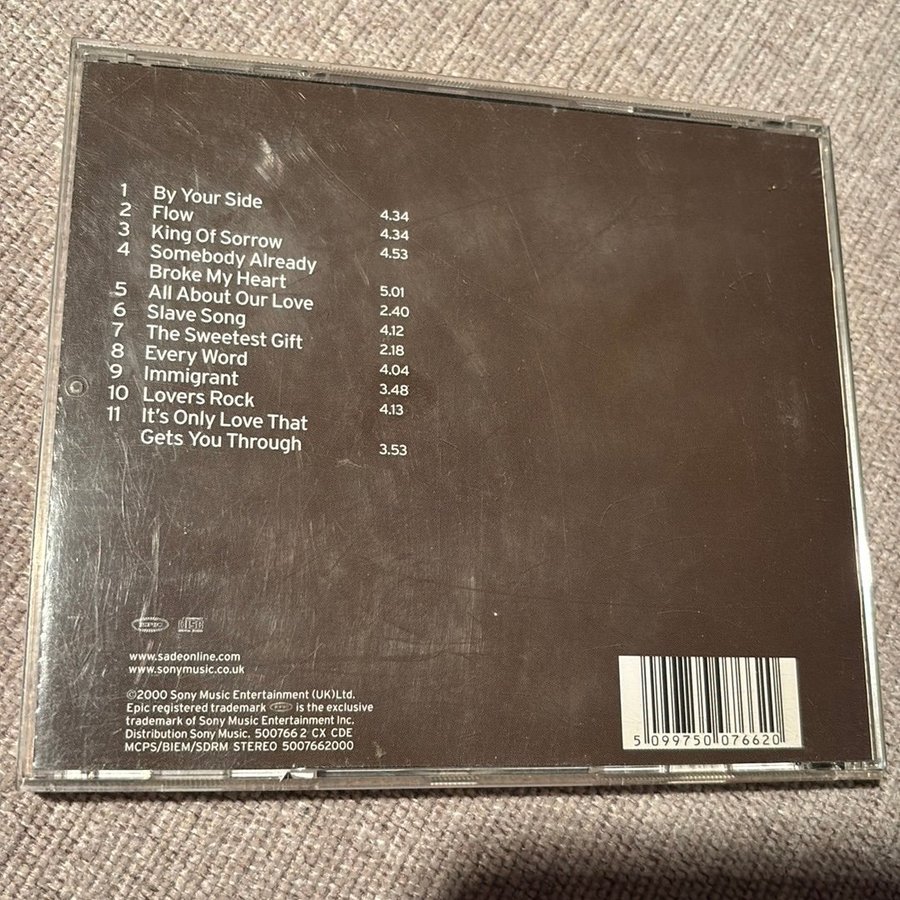 1 By Your Side 4.34
2 Flow 4.34
3 King Of Sorrow 4.53
4 Somebody Already
Broke My Heart 5.01
5 All About Our Love 2.40
6 Slave Song 4.12
7 The Sweetest Gift 2.18
8 Every Word 4.04
9 Immigrant 3.48
10 Lovers Rock 4.13
11 It's Only Love That
Gets You Through 3.53
EPIC DISC
www.sadeonline.com
www.sonymusic.co.uk
©2000 Sony Music Entertainment (UK)Ltd.
Epic registered trademark EPIC is the exclusive
trademark of Sony Music Entertainment Inc.
Distribution Sony Music. 500766 2 CX CDE
MCPS/BIEM/SDRM STEREO 5007662000
5 099750 076620